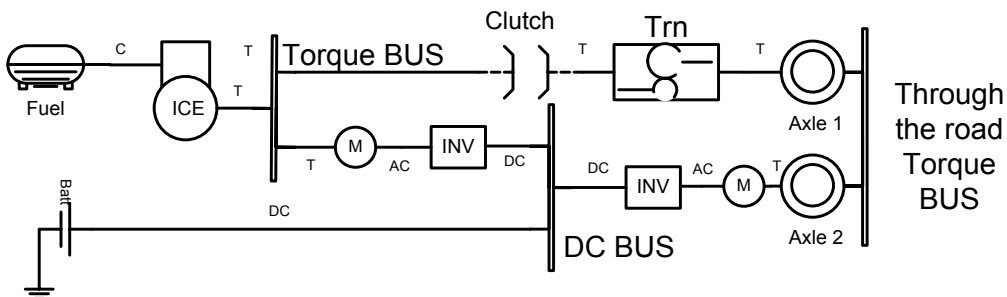 Clutch
Trn
C
T
Torque BUS
T
T
Fuel
ICE
T
Axle 1
Through
the road
Torque
BUS
M
INV
T
AC
DC
DC
INV
AC
M
T
Batt
DC
Axle 2
DC BUS